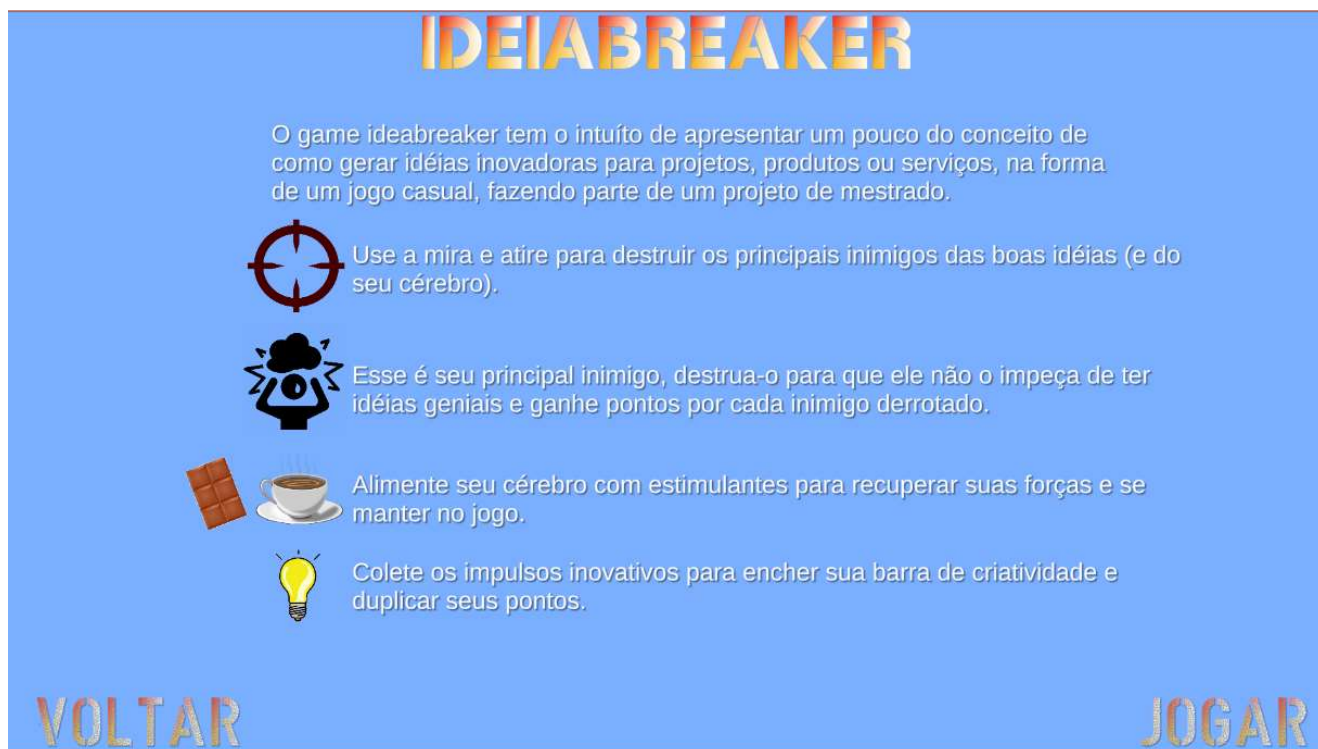 IDEIABREAKER
O game ideabreaker tem o intuíto de apresentar um pouco do conceito de
como gerar idéias inovadoras para projetos, produtos ou serviços, na forma
de um jogo casual, fazendo parte de um projeto de mestrado.
Use a mira e atire para destruir os principais inimigos das boas idéias (e do
seu cérebro).
Esse é seu principal inimigo, destrua-o para que ele não o impeça de ter
idéias geniais e ganhe pontos por cada inimigo derrotado.
Alimente seu cérebro com estimulantes para recuperar suas forças e se
manter no jogo.
Colete os impulsos inovativos para encher sua barra de criatividade e
duplicar seus pontos.
VOLTAR
JOGAR